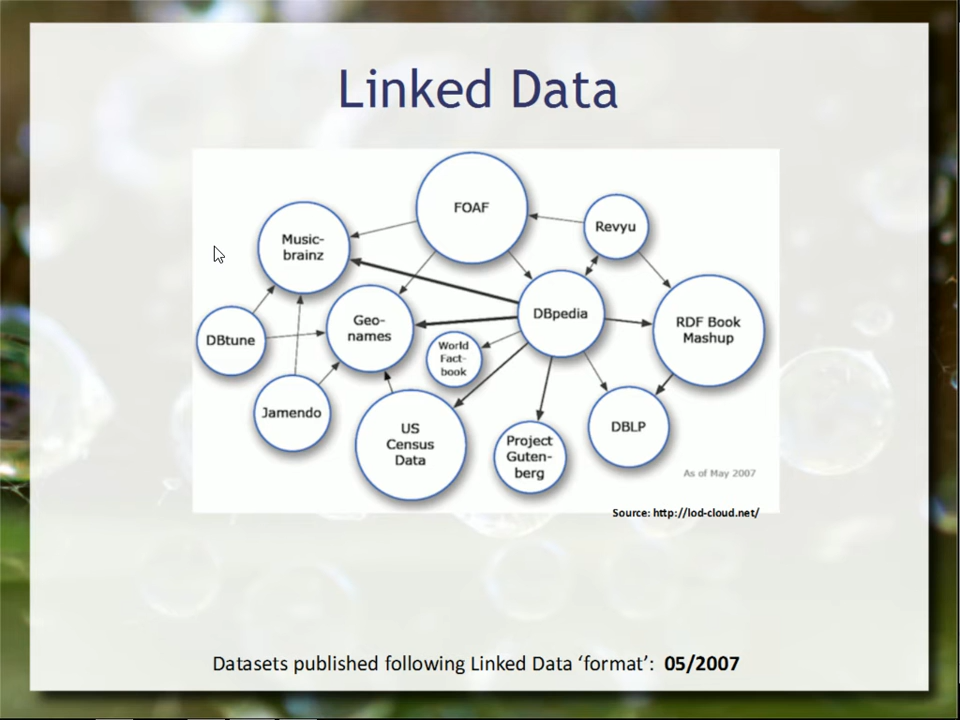 Linked Data
FOAF
Revyu
Music-
brainz
DBpedia
Geo-
names
RDF Book
Mashup
DBtune
World
Fact-
book
Jamendo
US
Census
Data
Project
Guten-
berg
DBLP
As of May 2007
Source: http://lod-cloud.net/
Datasets published following Linked Data ‘format’: 05/2007